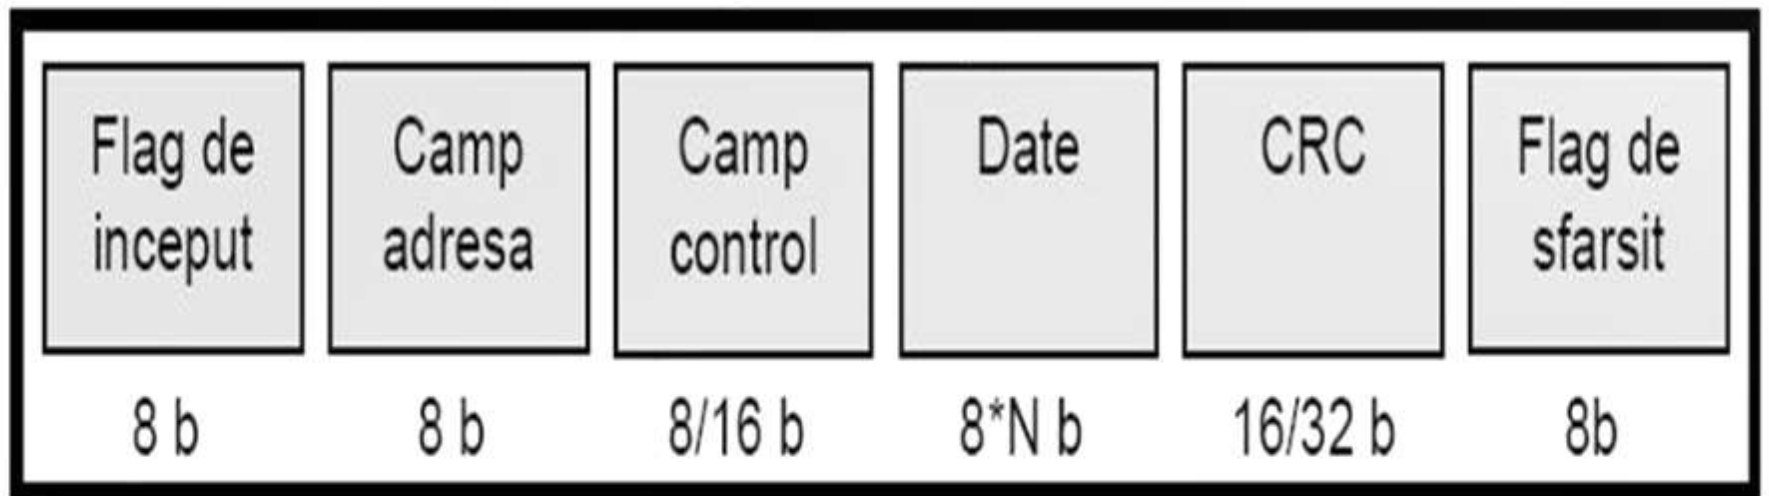 Flag de
inceput
Camp
adresa
Camp
control
Date
CRC
Flag de
sfarsit
8 b
8 b
8/16 b
8*N b
16/32 b
8b